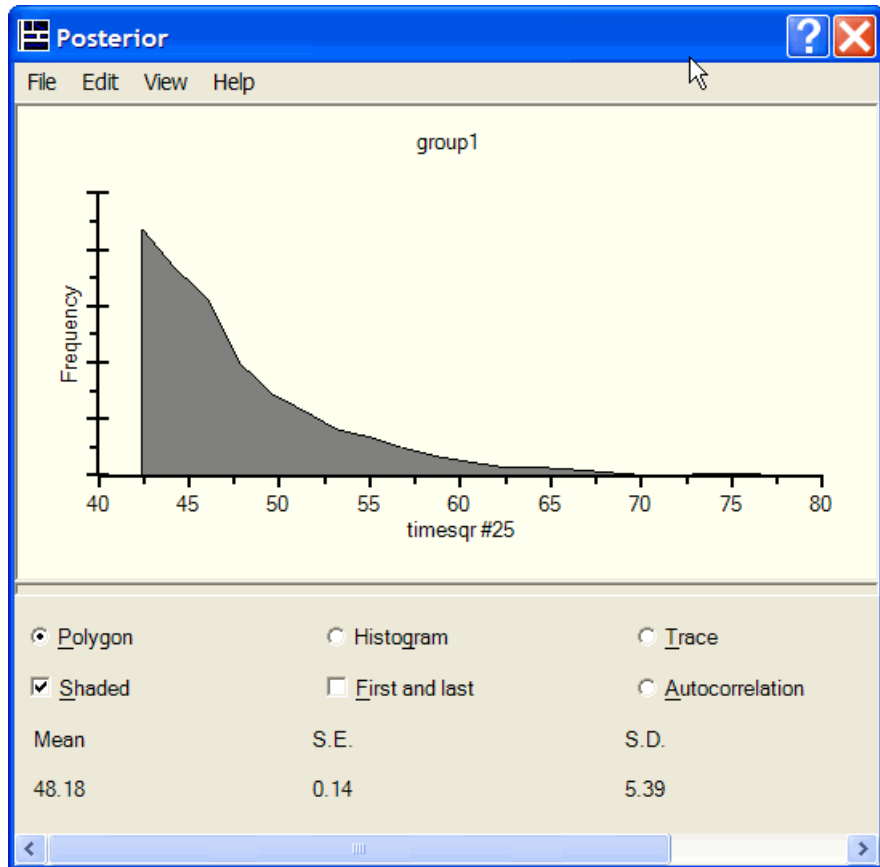 Posterior
File Edit View Help
group1
Frequency
40 45 50 55 60 65 70 75 80
timesqr #25
Polygon Histogram Trace
Shaded First and last Autocorrelation
Mean S.E. S.D.
48.18 0.14 5.39